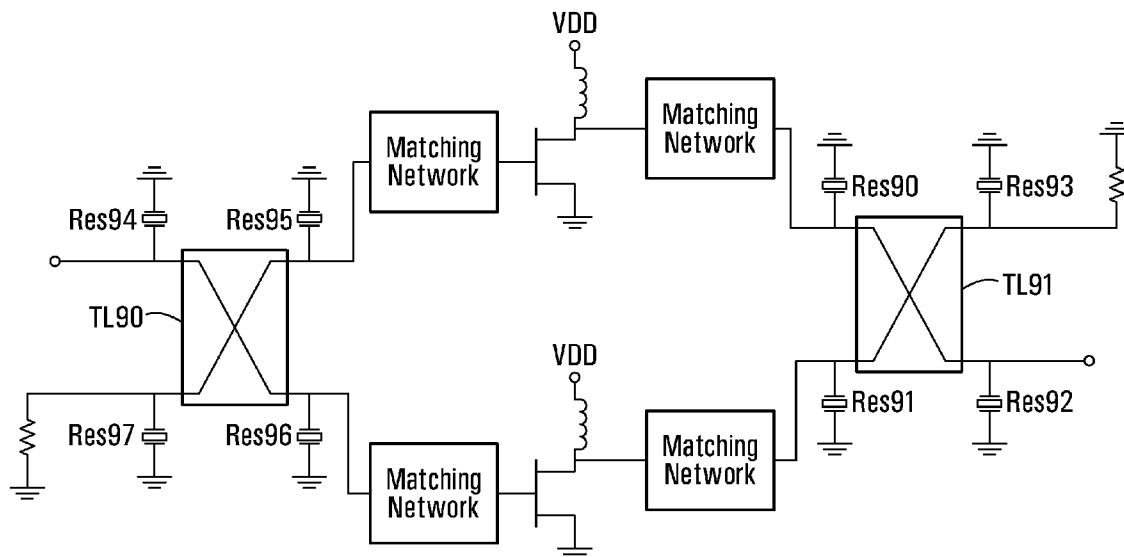 VDD
Matching
Network
Matching
Network
Res94
Res95
Res90
Res93
TL90
TL91
VDD
Res97
Res96
Res91
Res92
Matching
Network
Matching
Network